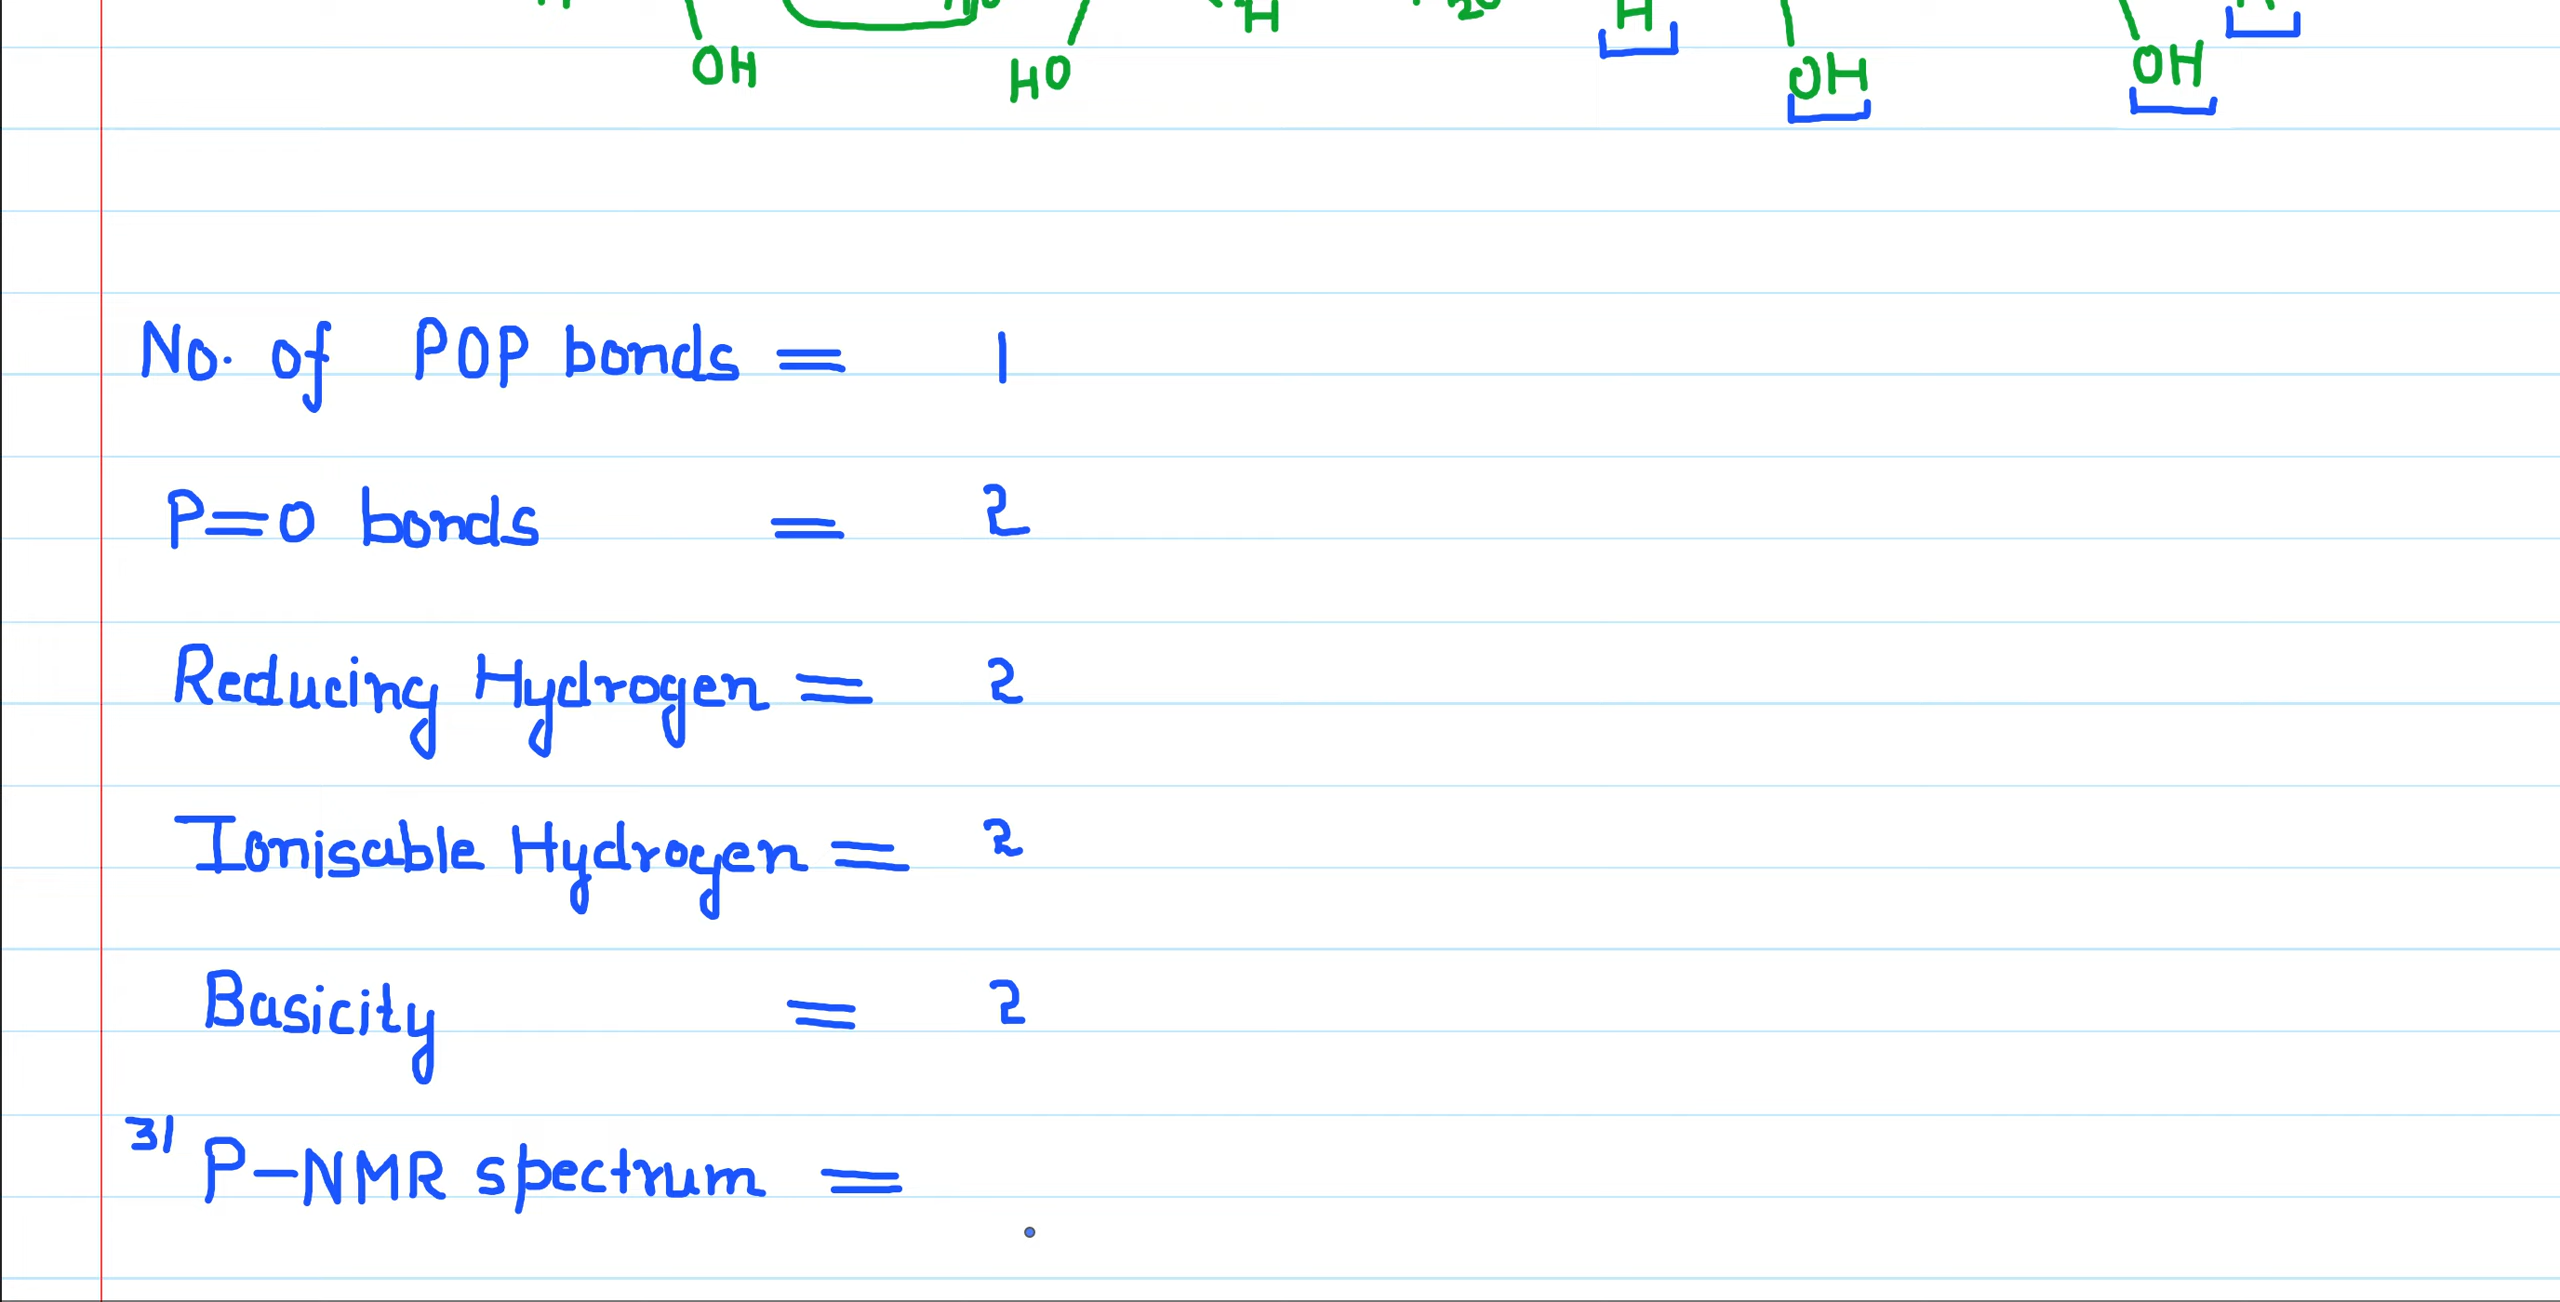 H H
OH HO OH OH
No. of POP bonds = 1
P=O bonds = 2
Reducing Hydrogen = 2
Ionisable Hydrogen = 2
Basicity = 2
31P-NMR spectrum =